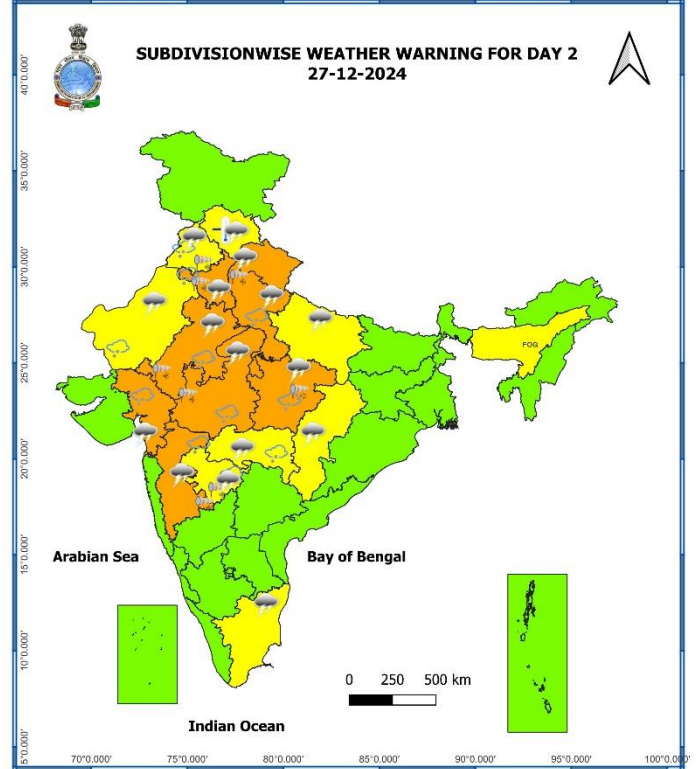 SUBDIVISIONWISE WEATHER WARNING FOR DAY 2
27-12-2024
40°0.000'
35°0.000'
30°0.000'
25°0.000'
20°0.000'
15°0.000'
10°0.000'
5°0.000'
FOG
Arabian Sea
Bay of Bengal
Indian Ocean
0 250 500 km
70°0.000' 75°0.000' 80°0.000' 85°0.000' 90°0.000' 95°0.000' 100°0.000'